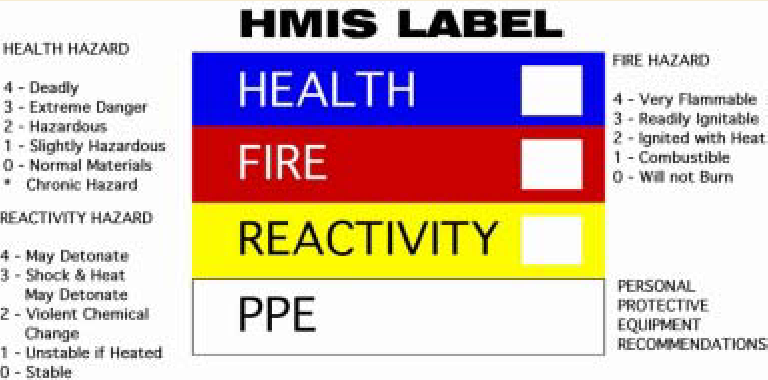 HMIS LABEL
HEALTH HAZARD
4 - Deadly
3 - Extreme Danger
2 - Hazardous
1 - Slightly Hazardous
0 - Normal Materials
* Chronic Hazard
REACTIVITY HAZARD
4 - May Detonate
3 - Shock & Heat
May Detonate
2 - Violent Chemical
Change
1 - Unstable if Heated
0 - Stable
HEALTH
FIRE
REACTIVITY
PPE
FIRE HAZARD
4 - Very Flammable
3 - Readily Ignitable
2 - Ignited with Heat
1 - Combustible
0 - Will not Burn
PERSONAL
PROTECTIVE
EQUIPMENT
RECOMMENDATIONS